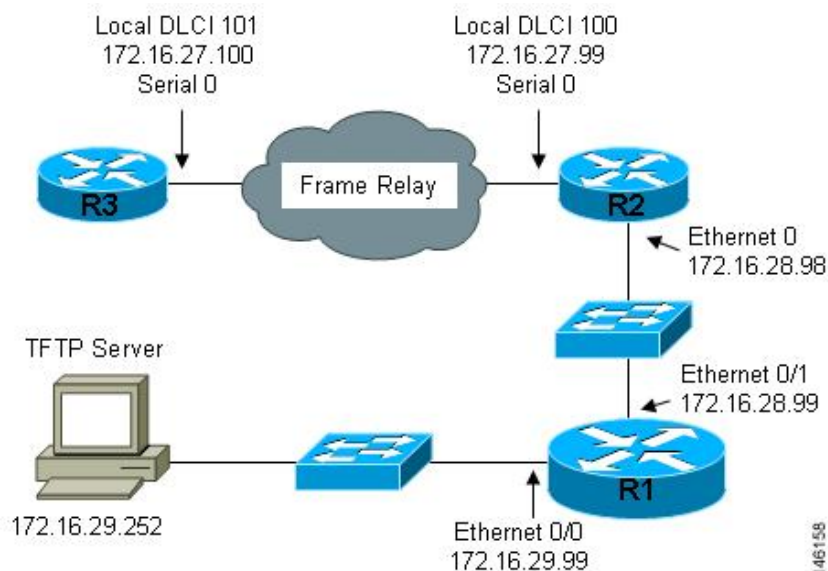 Local DLCI 101
172.16.27.100
Serial 0
Local DLCI 100
172.16.27.99
Serial 0
R3
Frame Relay
R2
Ethernet 0
172.16.28.98
TFTP Server
Ethernet 0/1
172.16.28.99
R1
172.16.29.252
Ethernet 0/0
172.16.29.99